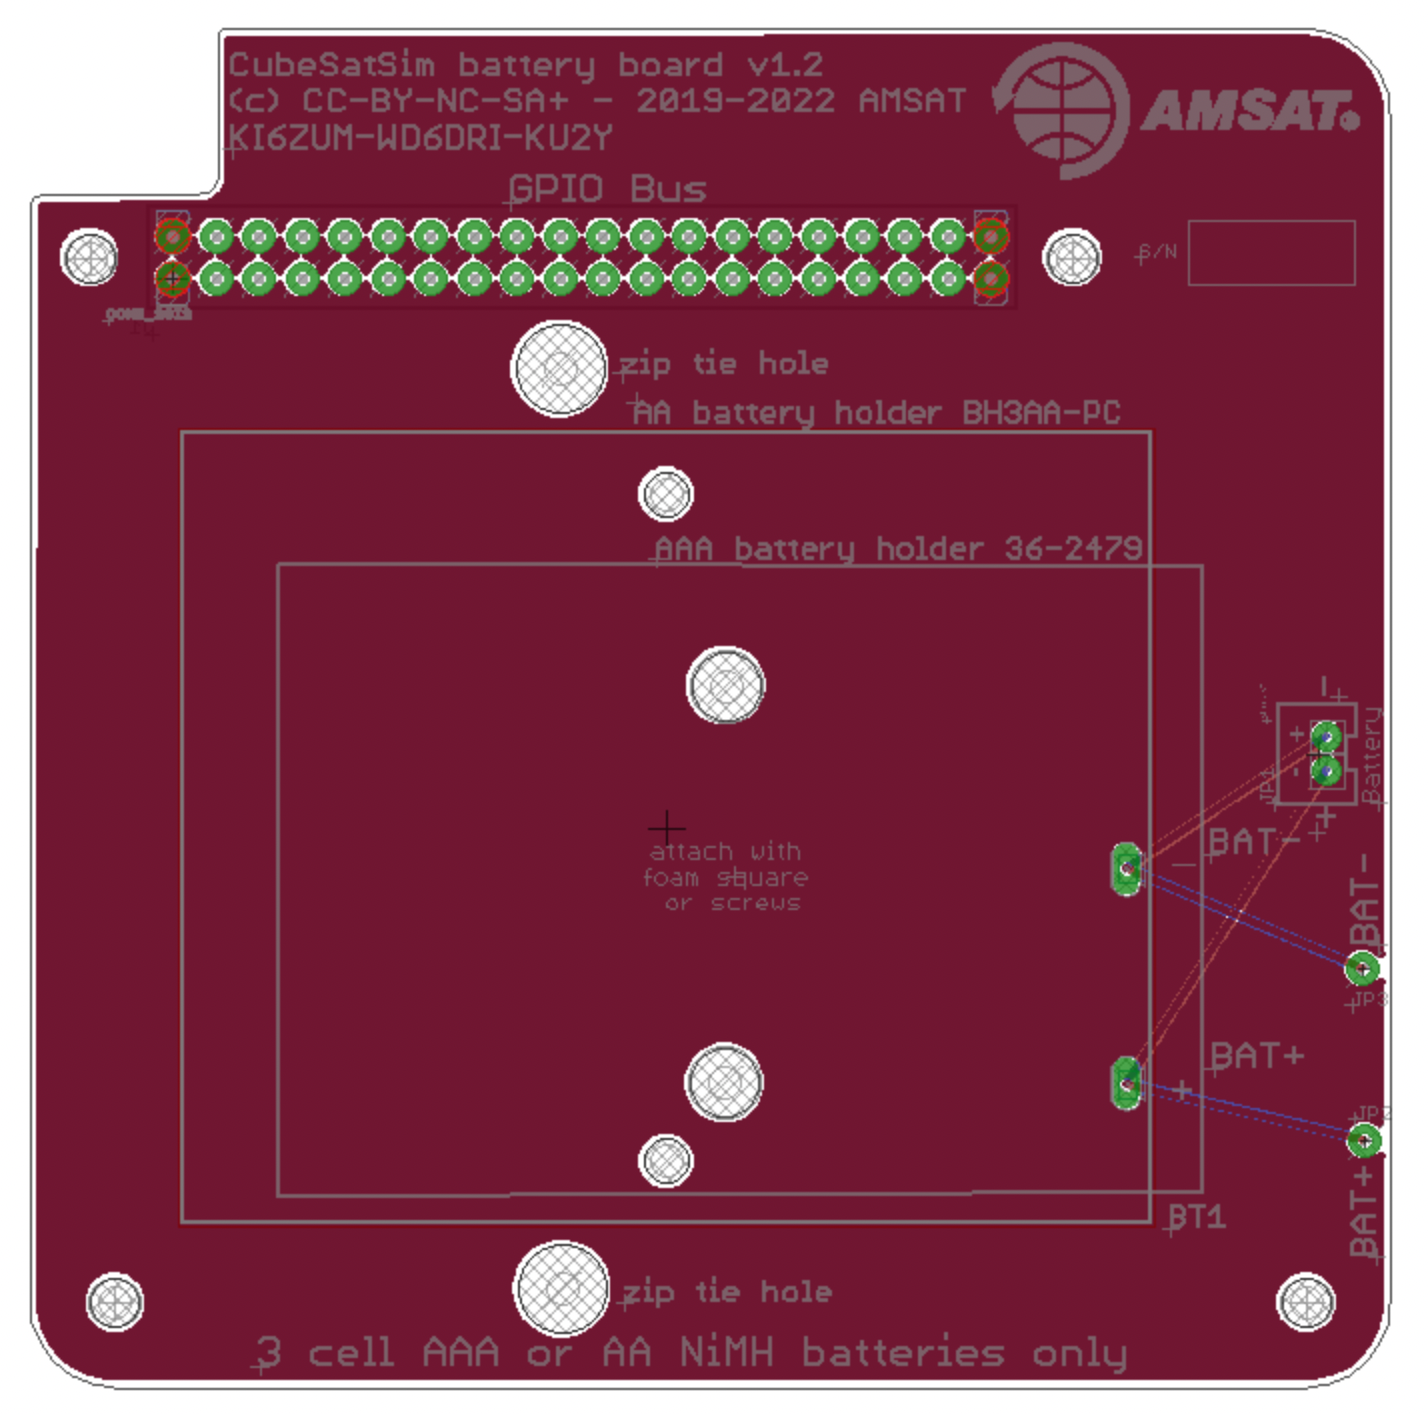 CubeSatSim battery board v1.2
(c) CC-BY-NC-SA+ - 2019-2022 AMSAT
KI6ZUM-WD6DRI-KU2Y
AMSAT®
GPIO Bus
S/N
zip tie hole
AA battery holder BH3AA-PC
AAA battery holder 36-2479
-
+
-
JP1
Battery
+
attach with
foam square
or screws
BAT-
-
BAT-
JP3
BAT+
+
JP2
BAT+
BT1
zip tie hole
3 cell AAA or AA NiMH batteries only